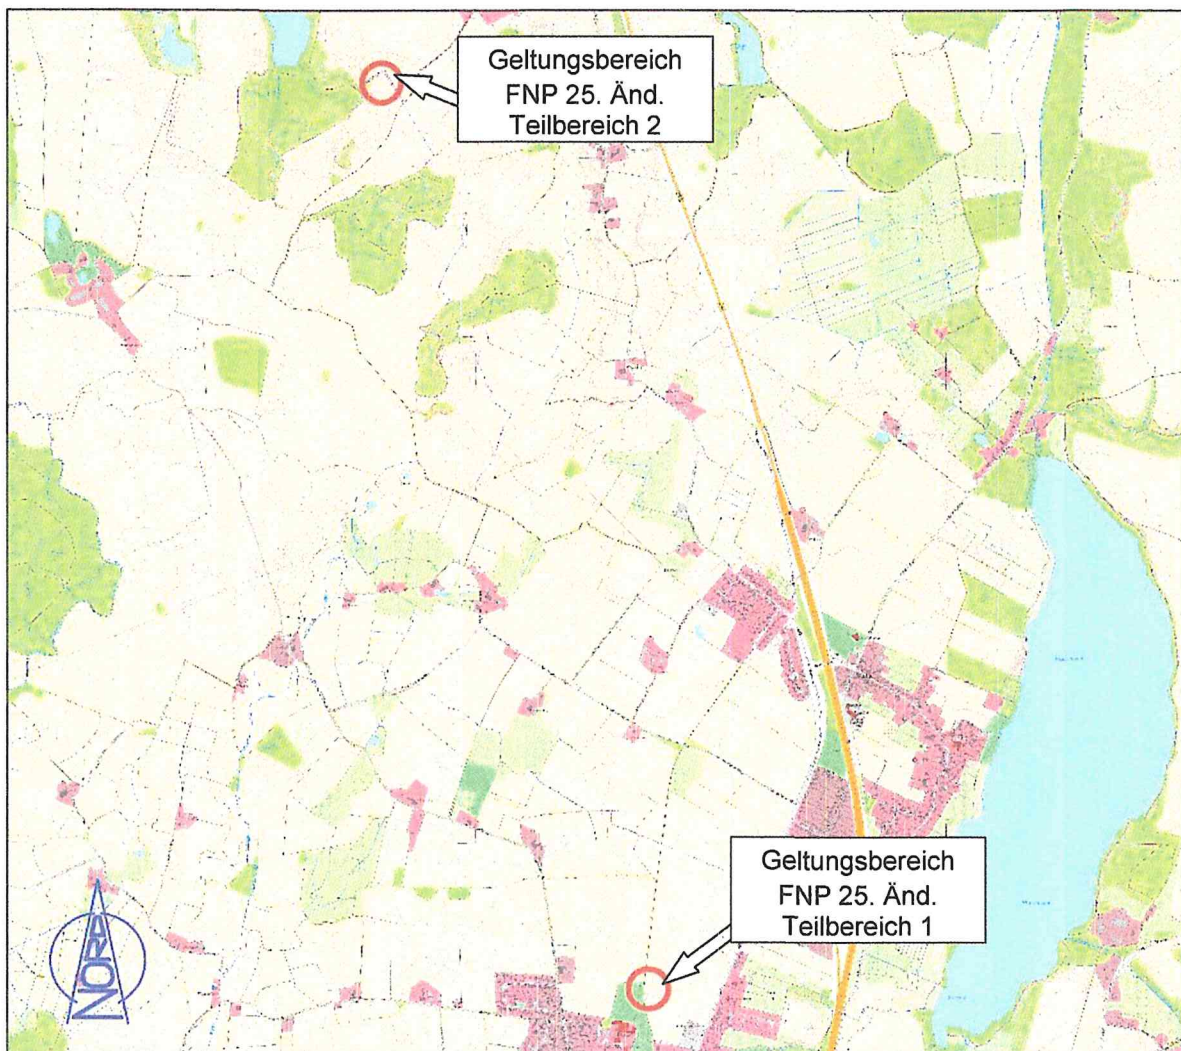 Geltungsbereich
FNP 25. Änd.
Teilbereich 2
Geltungsbereich
FNP 25. Änd.
Teilbereich 1
NORD